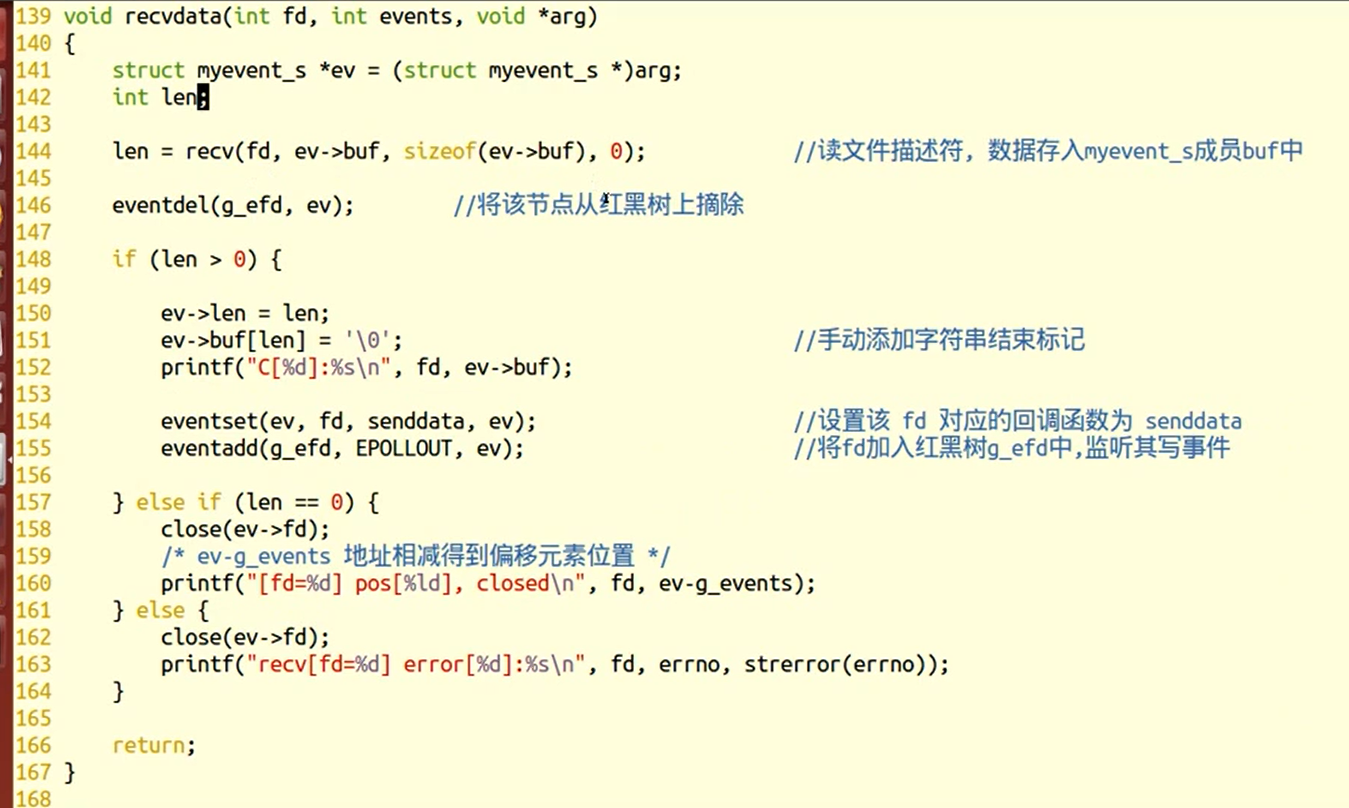 139 void recvdata(int fd, int events, void *arg)
140 {
141     struct myevent_s *ev = (struct myevent_s *)arg;
142     int len;
143
144     len = recv(fd, ev->buf, sizeof(ev->buf), 0);            //读文件描述符, 数据存入myevent_s成员buf中
145
146     eventdel(g_efd, ev);        //将该节点从红黑树上摘除
147
148     if (len > 0) {
149
150         ev->len = len;
151         ev->buf[len] = '\0';                                //手动添加字符串结束标记
152         printf("C[%d]:%s\n", fd, ev->buf);
153
154         eventset(ev, fd, senddata, ev);                     //设置该 fd 对应的回调函数为 senddata
155         eventadd(g_efd, EPOLLOUT, ev);                      //将fd加入红黑树g_efd中,监听其写事件
156
157     } else if (len == 0) {
158         close(ev->fd);
159         /* ev-g_events 地址相减得到偏移元素位置 */
160         printf("[fd=%d] pos[%ld], closed\n", fd, ev-g_events);
161     } else {
162         close(ev->fd);
163         printf("recv[fd=%d] error[%d]:%s\n", fd, errno, strerror(errno));
164     }
165
166     return;
167 }
168